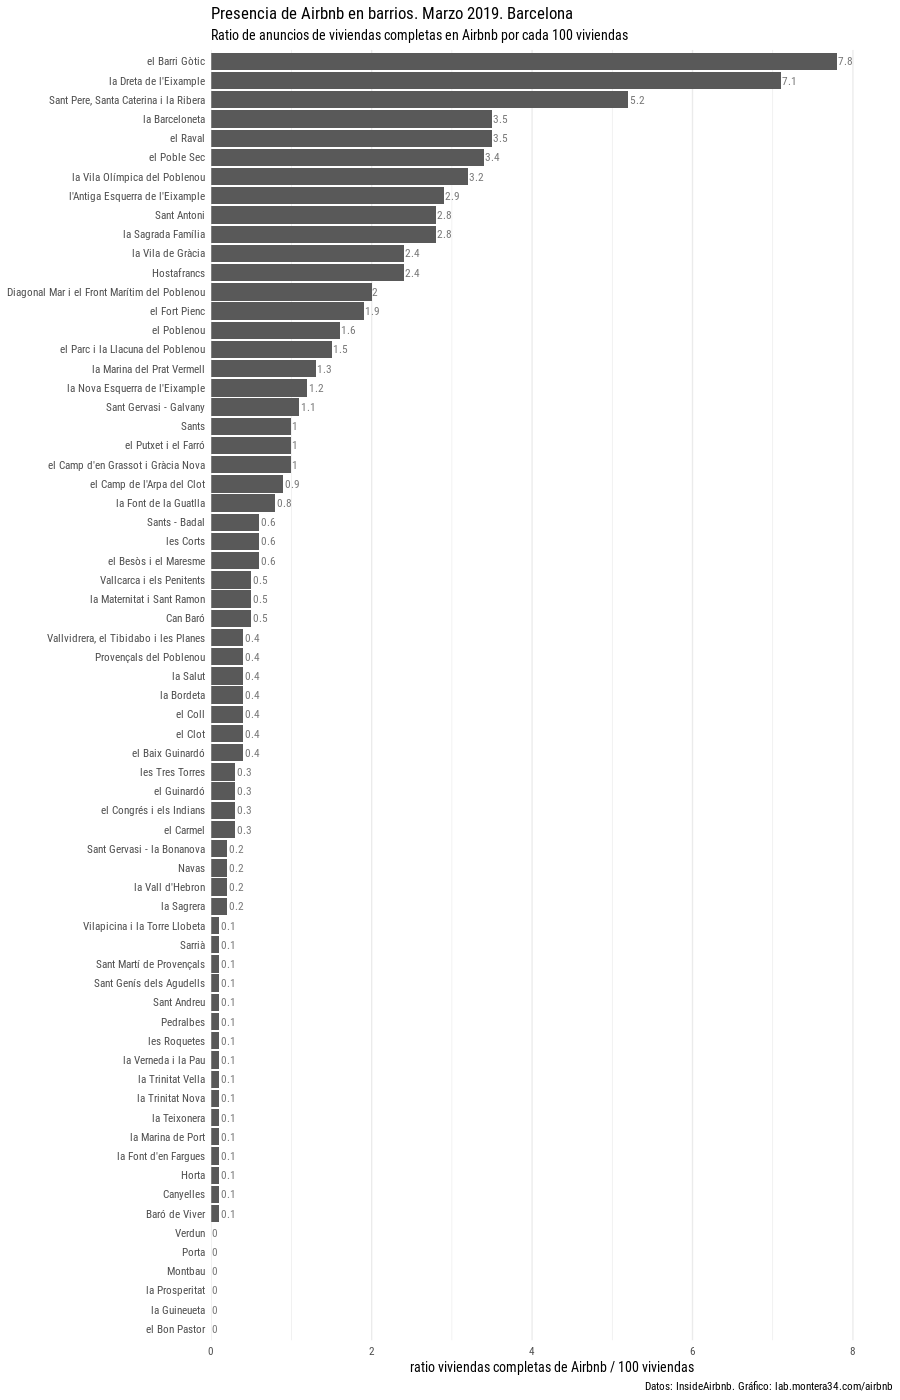 Presencia de Airbnb en barrios. Marzo 2019. Barcelona
Ratio de anuncios de viviendas completas en Airbnb por cada 100 viviendas
el Barri Gòtic 7.8
la Dreta de l'Eixample 7.1
Sant Pere, Santa Caterina i la Ribera 5.2
la Barceloneta 3.5
el Raval 3.5
el Poble Sec 3.4
la Vila Olímpica del Poblenou 3.2
l'Antiga Esquerra de l'Eixample 2.9
Sant Antoni 2.8
la Sagrada Família 2.8
la Vila de Gràcia 2.4
Hostafrancs 2.4
Diagonal Mar i el Front Marítim del Poblenou 2
el Fort Pienc 1.9
el Poblenou 1.6
el Parc i la Llacuna del Poblenou 1.5
la Marina del Prat Vermell 1.3
la Nova Esquerra de l'Eixample 1.2
Sant Gervasi - Galvany 1.1
Sants 1
el Putxet i el Farró 1
el Camp d'en Grassot i Gràcia Nova 1
el Camp de l'Arpa del Clot 0.9
la Font de la Guatlla 0.8
Sants - Badal 0.6
les Corts 0.6
el Besòs i el Maresme 0.6
Vallcarca i els Penitents 0.5
la Maternitat i Sant Ramon 0.5
Can Baró 0.5
Vallvidrera, el Tibidabo i les Planes 0.4
Provençals del Poblenou 0.4
la Salut 0.4
la Bordeta 0.4
el Coll 0.4
el Clot 0.4
el Baix Guinardó 0.4
les Tres Torres 0.3
el Guinardó 0.3
el Congrés i els Indians 0.3
el Carmel 0.3
Sant Gervasi - la Bonanova 0.2
Navas 0.2
la Vall d'Hebron 0.2
la Sagrera 0.2
Vilapicina i la Torre Llobeta 0.1
Sarrià 0.1
Sant Martí de Provençals 0.1
Sant Genís dels Agudells 0.1
Sant Andreu 0.1
Pedralbes 0.1
les Roquetes 0.1
la Verneda i la Pau 0.1
la Trinitat Vella 0.1
la Trinitat Nova 0.1
la Teixonera 0.1
la Marina de Port 0.1
la Font d'en Fargues 0.1
Horta 0.1
Canyelles 0.1
Baró de Viver 0.1
Verdun 0
Porta 0
Montbau 0
la Prosperitat 0
la Guineueta 0
el Bon Pastor 0
0 2 4 6 8
ratio viviendas completas de Airbnb / 100 viviendas
Datos: InsideAirbnb. Gráfico: lab.montera34.com/airbnb